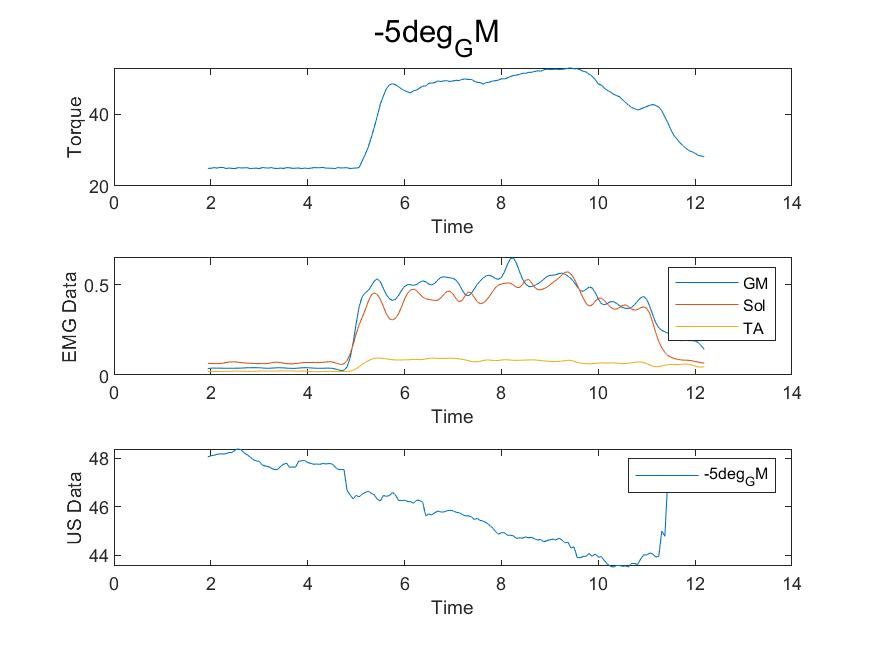 -5deg_GM
40
20
Torque
0 2 4 6 8 10 12 14
Time
0.5
0
EMG Data
GM
Sol
TA
0 2 4 6 8 10 12 14
Time
48
46
44
US Data
-5deg_GM
0 2 4 6 8 10 12 14
Time